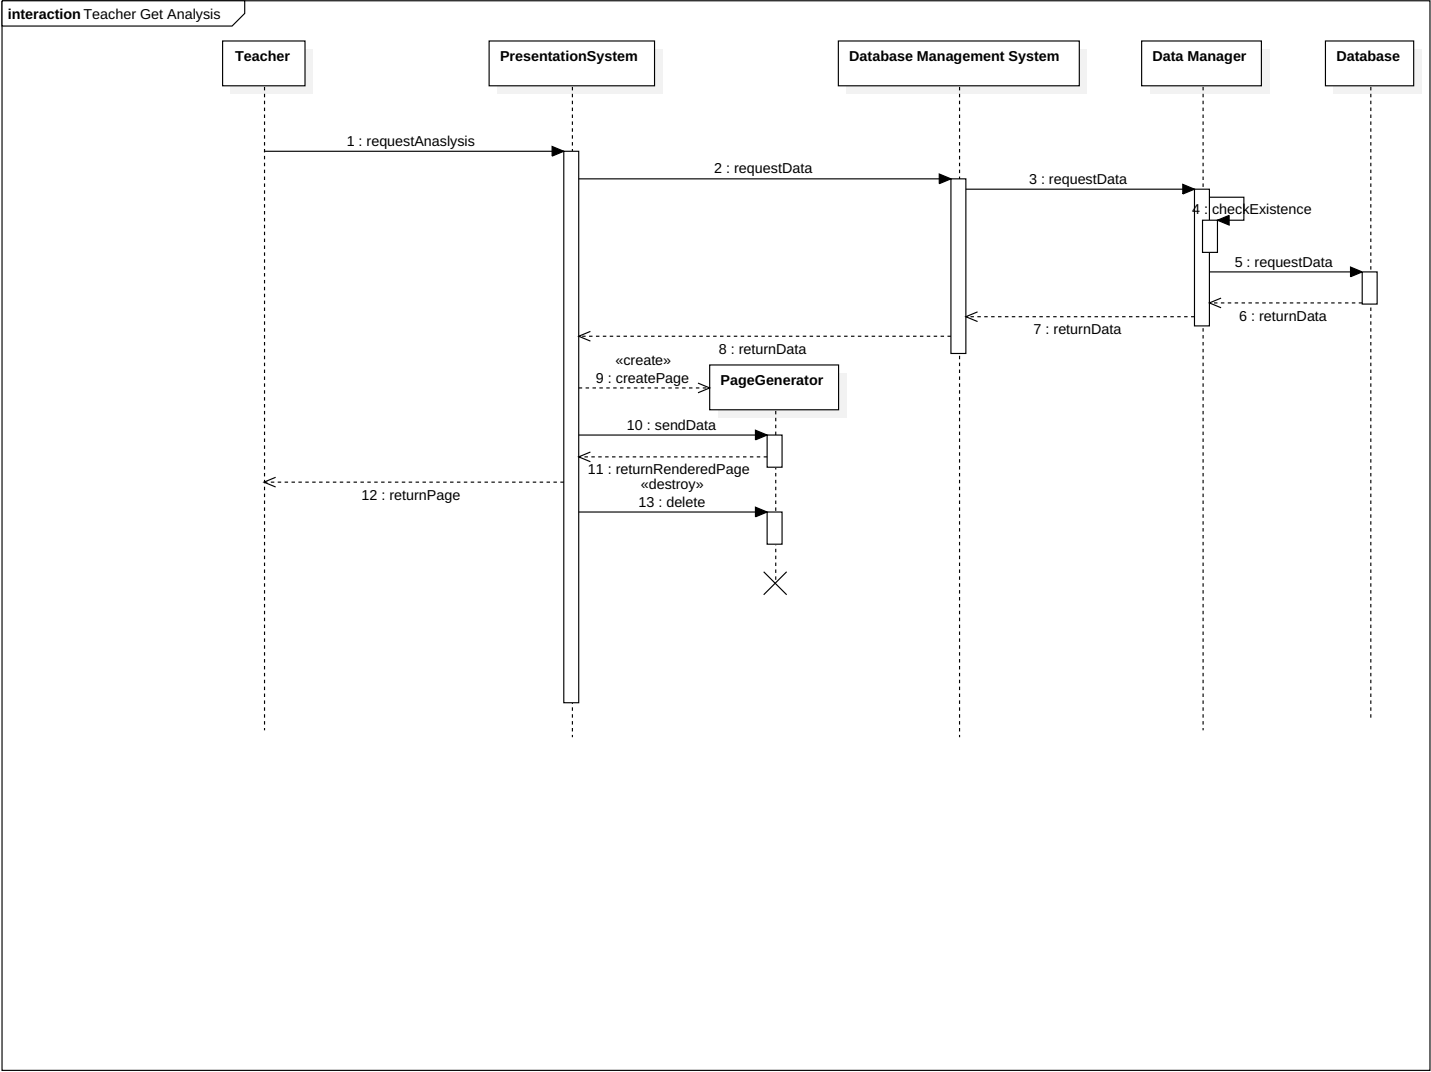 interaction Teacher Get Analysis
Teacher
PresentationSystem
Database Management System
Data Manager
Database
1 : requestAnaslysis
2 : requestData
3 : requestData
4 : checkExistence
5 : requestData
6 : returnData
7 : returnData
8 : returnData
«create»
9 : createPage
PageGenerator
10 : sendData
11 : returnRenderedPage
12 : returnPage
«destroy»
13 : delete